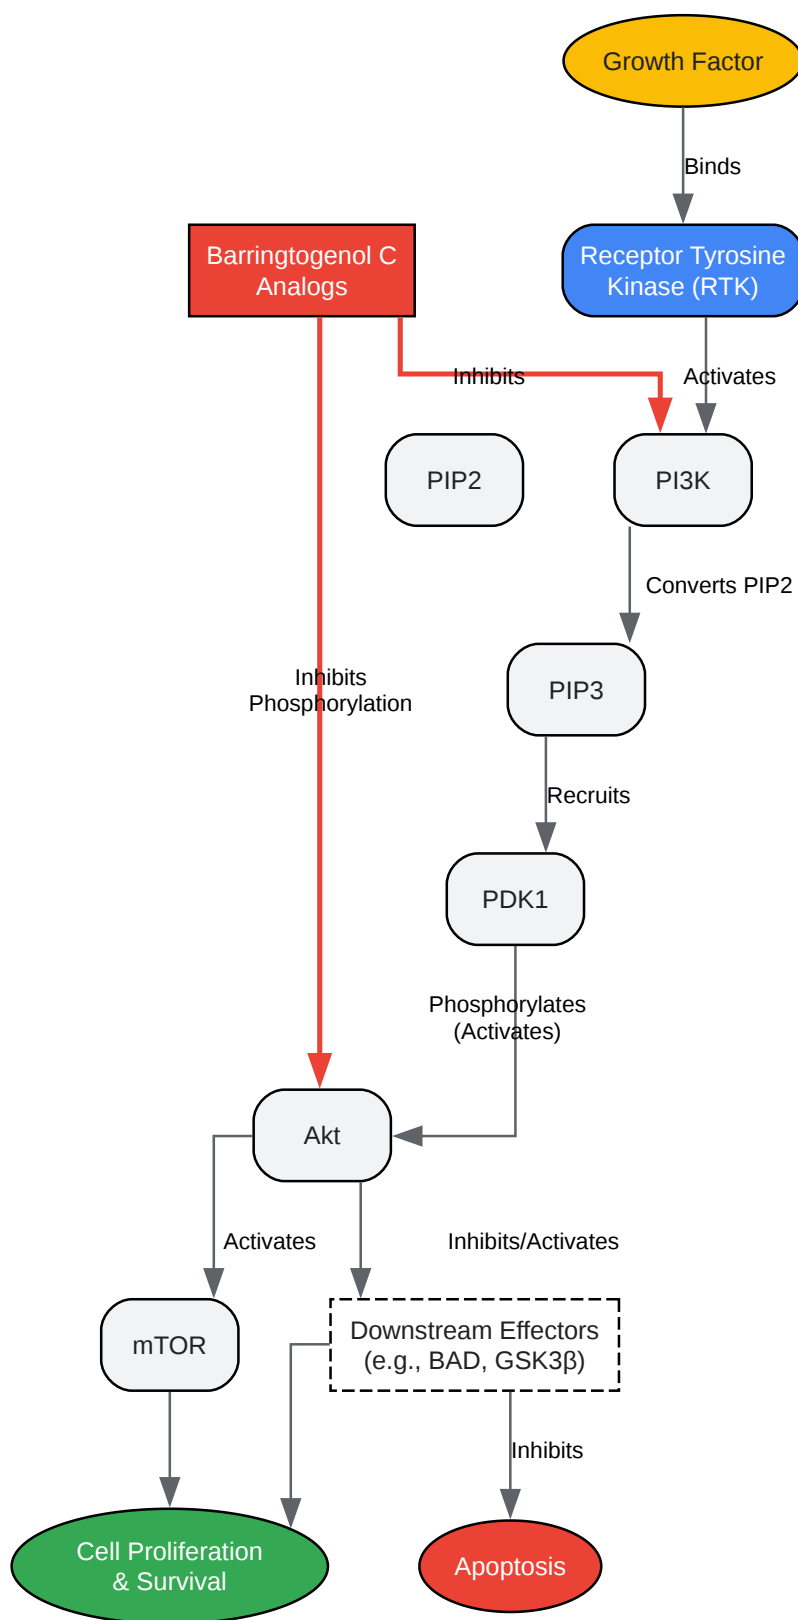 Growth Factor
Binds
Barringtogenol C
Analogs
Receptor Tyrosine
Kinase (RTK)
Inhibits
Activates
PIP2
PI3K
Converts PIP2
Inhibits
Phosphorylation
PIP3
Recruits
PDK1
Phosphorylates
(Activates)
Akt
Activates
Inhibits/Activates
mTOR
Downstream Effectors
(e.g., BAD, GSK3β)
Inhibits
Cell Proliferation
& Survival
Apoptosis